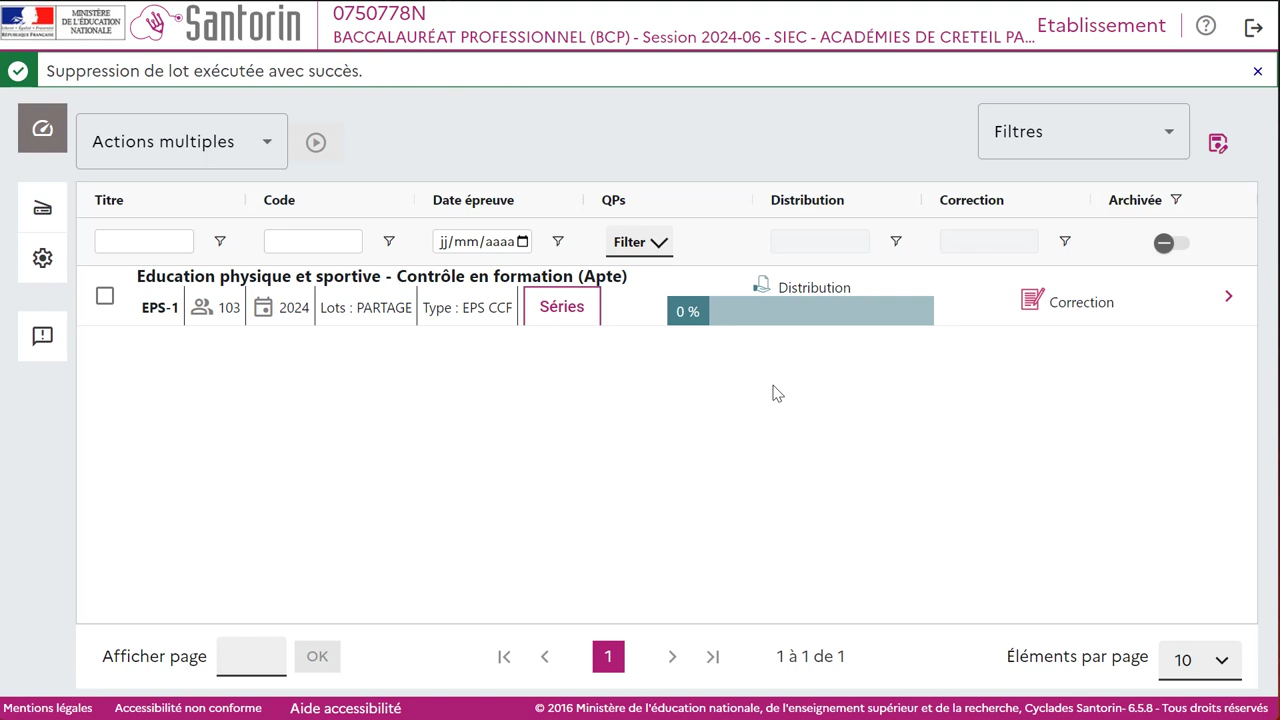 MINISTÈRE
DE L'ÉDUCATION
NATIONALE
RÉPUBLIQUE FRANÇAISE
Santorin
0750778N
BACCALAURÉAT PROFESSIONNEL (BCP) - Session 2024-06 - SIEC - ACADÉMIES DE CRETEIL PA...
Etablissement
Suppression de lot exécutée avec succès.
Actions multiples
Filtres
Titre Code Date épreuve QPs Distribution Correction Archivée
jj/mm/aaaa Filter
Education physique et sportive - Contrôle en formation (Apte)
EPS-1 103 2024 Lots : PARTAGE Type : EPS CCF Séries
Distribution
0 %
Correction
Afficher page OK 1 1 à 1 de 1 Éléments par page 10
Mentions légales Accessibilité non conforme Aide accessibilité © 2016 Ministère de l'éducation nationale, de l'enseignement supérieur et de la recherche, Cyclades Santorin- 6.5.8 - Tous droits réservés